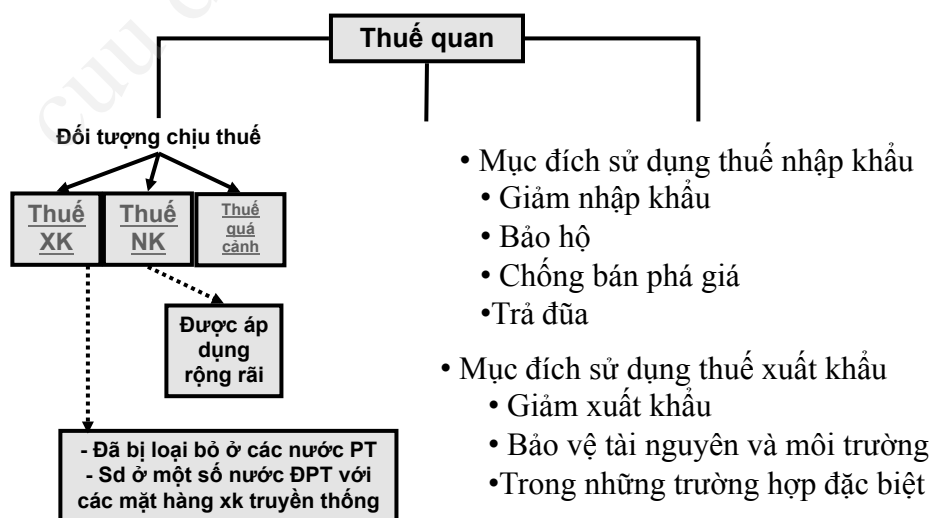 Thuế quan
Đối tượng chịu thuế
Thuế
XK
Thuế
NK
Thuế
quá
cảnh
Được áp
dụng
rộng rãi
- Đã bị loại bỏ ở các nước PT
- Sd ở một số nước ĐPT với
các mặt hàng xk truyền thống
• Mục đích sử dụng thuế nhập khẩu
• Giảm nhập khẩu
• Bảo hộ
• Chống bán phá giá
•Trả đũa
• Mục đích sử dụng thuế xuất khẩu
• Giảm xuất khẩu
• Bảo vệ tài nguyên và môi trường
•Trong những trường hợp đặc biệt
cuu